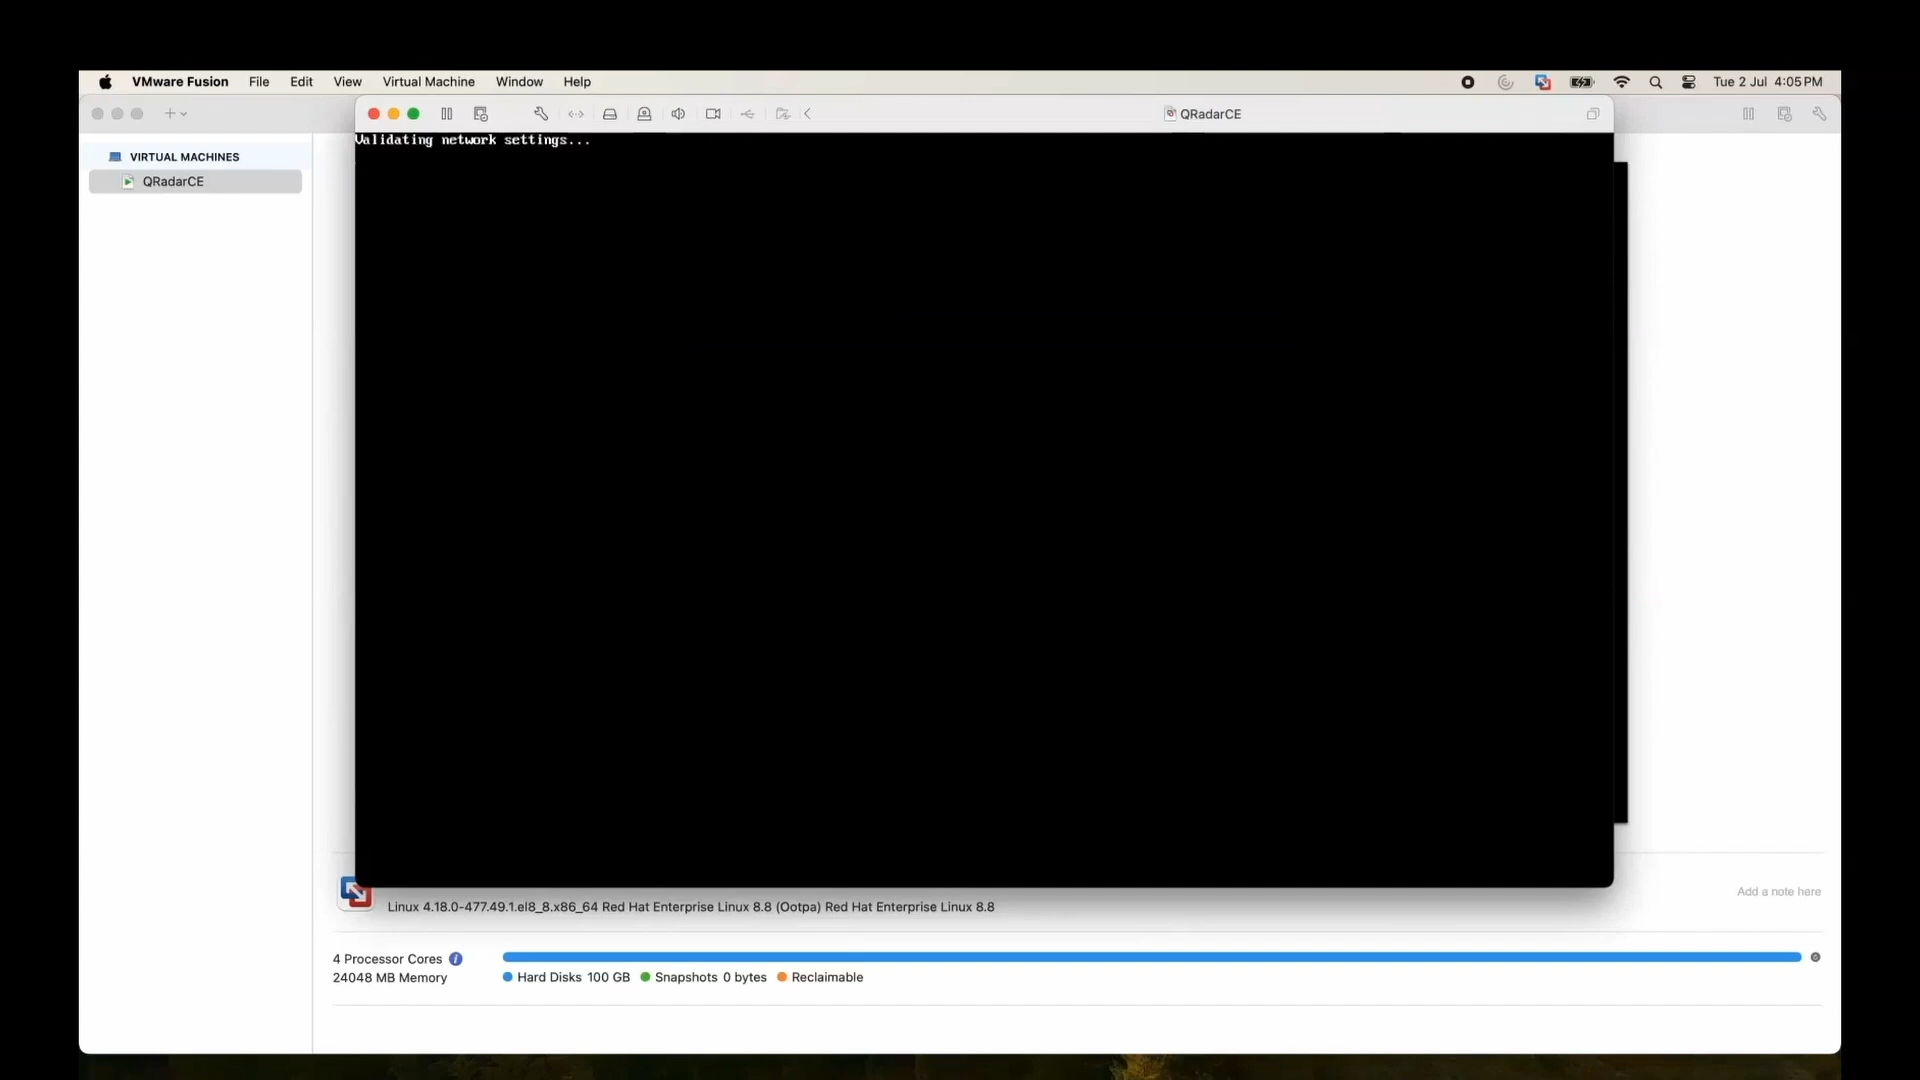 VMware Fusion File Edit View Virtual Machine Window Help Tue 2 Jul 4:05 PM
QRadarCE
Validating network settings...
VIRTUAL MACHINES
QRadarCE
Add a note here
Linux 4.18.0-477.49.1.el8_8.x86_64 Red Hat Enterprise Linux 8.8 (Ootpa) Red Hat Enterprise Linux 8.8
4 Processor Cores
24048 MB Memory
Hard Disks 100 GB Snapshots 0 bytes Reclaimable